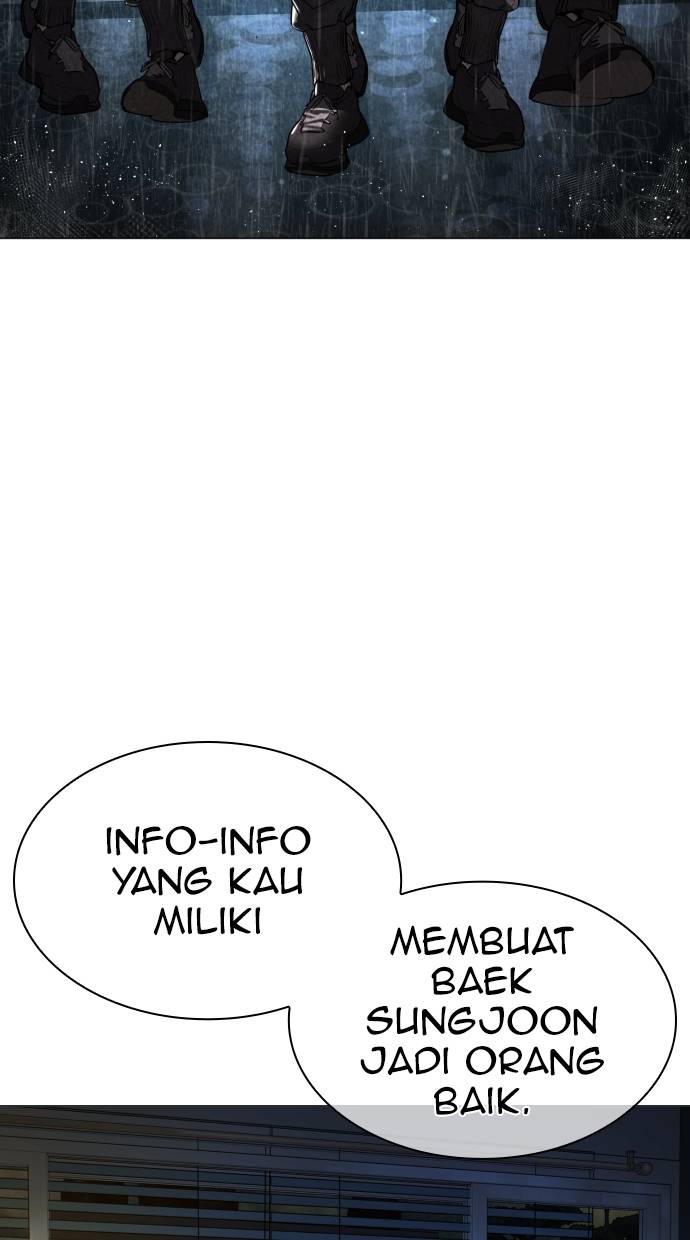 INFO-INFO
YANG KAU
MILIKI
MEMBUAT
BAEK
SUNGJOON
JADI ORANG
BAIK.